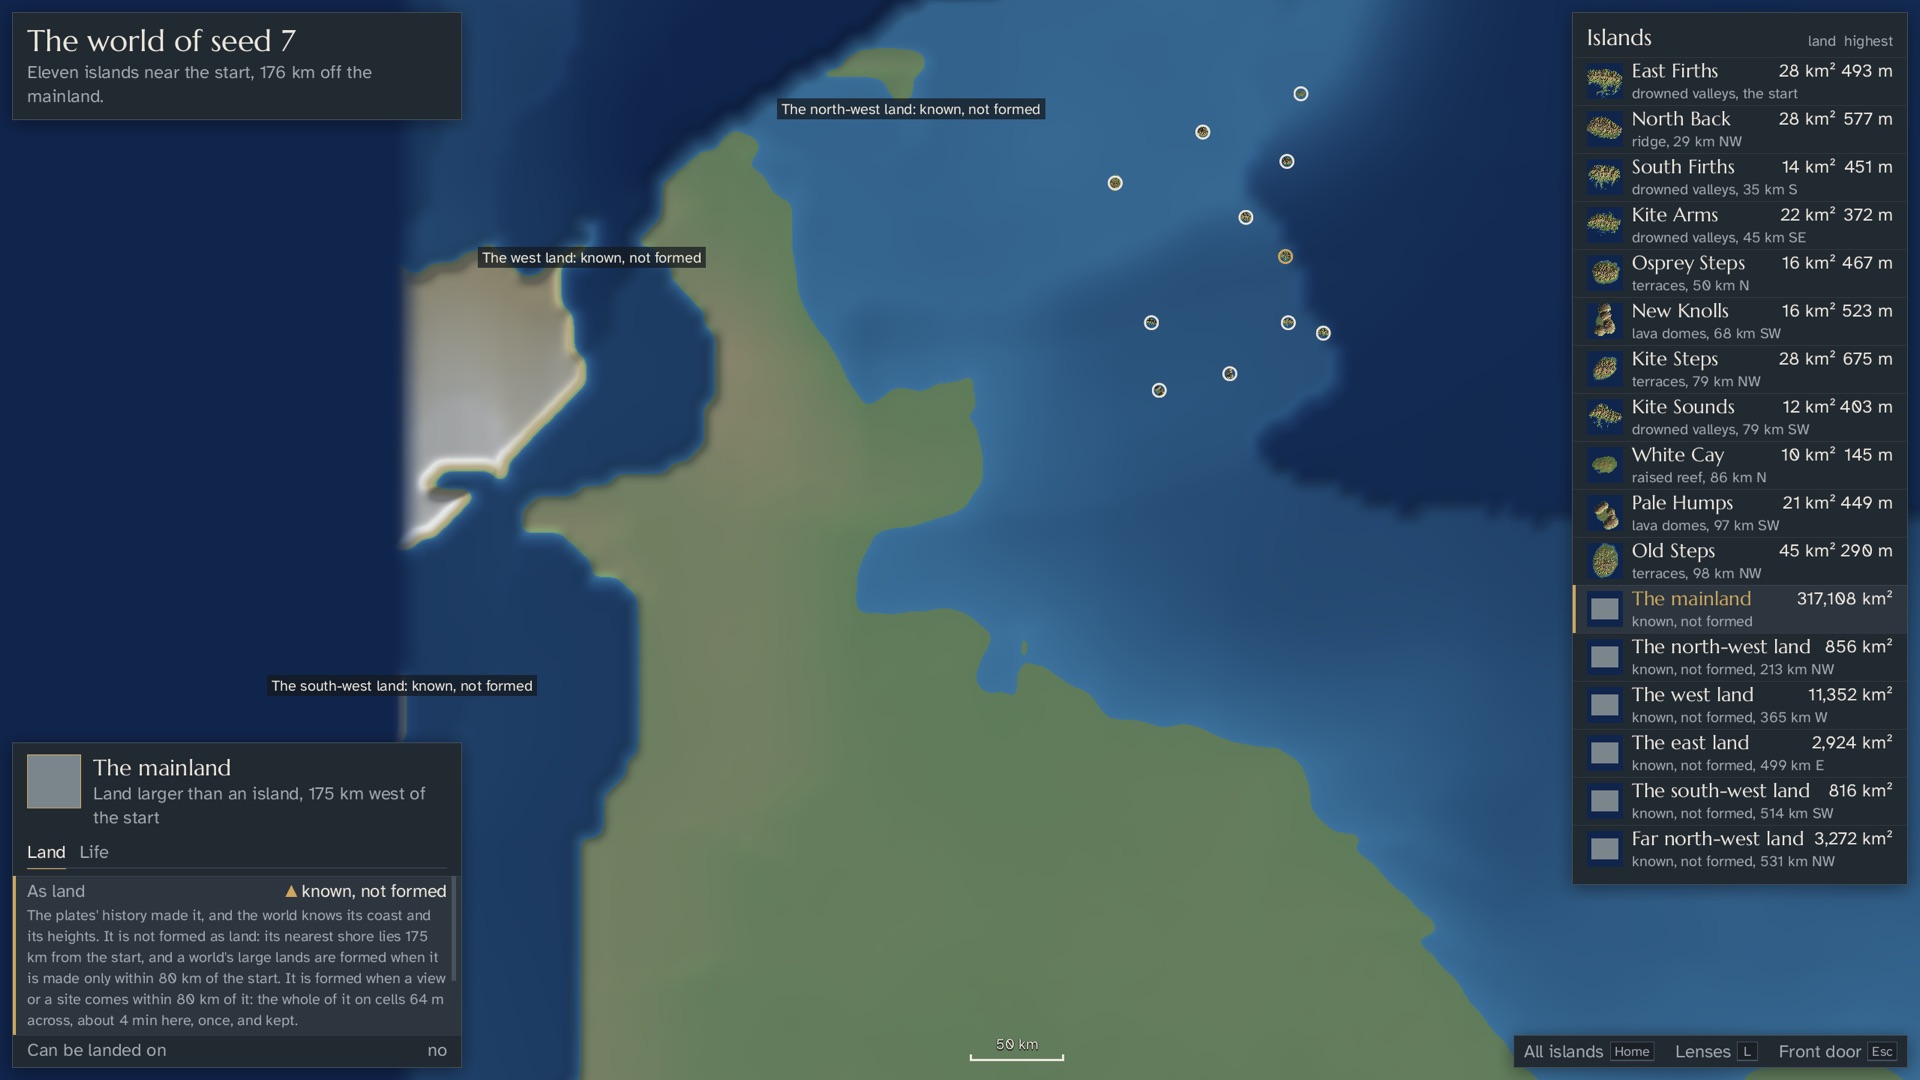 The world of seed 7
Eleven islands near the start, 176 km off the
mainland.
The north-west land: known, not formed
The west land: known, not formed
The south-west land: known, not formed
The mainland
Land larger than an island, 175 km west of
the start
Land Life
As land known, not formed
The plates' history made it, and the world knows its coast and
its heights. It is not formed as land: its nearest shore lies 175
km from the start, and a world's large lands are formed when it
is made only within 80 km of the start. It is formed when a view
or a site comes within 80 km of it: the whole of it on cells 64 m
across, about 4 min here, once, and kept.
Can be landed on no
50 km
Islands land highest
East Firths 28 km² 493 m
drowned valleys, the start
North Back 28 km² 577 m
ridge, 29 km NW
South Firths 14 km² 451 m
drowned valleys, 35 km S
Kite Arms 22 km² 372 m
drowned valleys, 45 km SE
Osprey Steps 16 km² 467 m
terraces, 50 km N
New Knolls 16 km² 523 m
lava domes, 68 km SW
Kite Steps 28 km² 675 m
terraces, 79 km NW
Kite Sounds 12 km² 403 m
drowned valleys, 79 km SW
White Cay 10 km² 145 m
raised reef, 86 km N
Pale Humps 21 km² 449 m
lava domes, 97 km SW
Old Steps 45 km² 290 m
terraces, 98 km NW
The mainland 317,108 km²
known, not formed
The north-west land 856 km²
known, not formed, 213 km NW
The west land 11,352 km²
known, not formed, 365 km W
The east land 2,924 km²
known, not formed, 499 km E
The south-west land 816 km²
known, not formed, 514 km SW
Far north-west land 3,272 km²
known, not formed, 531 km NW
All islands Home Lenses L Front door Esc